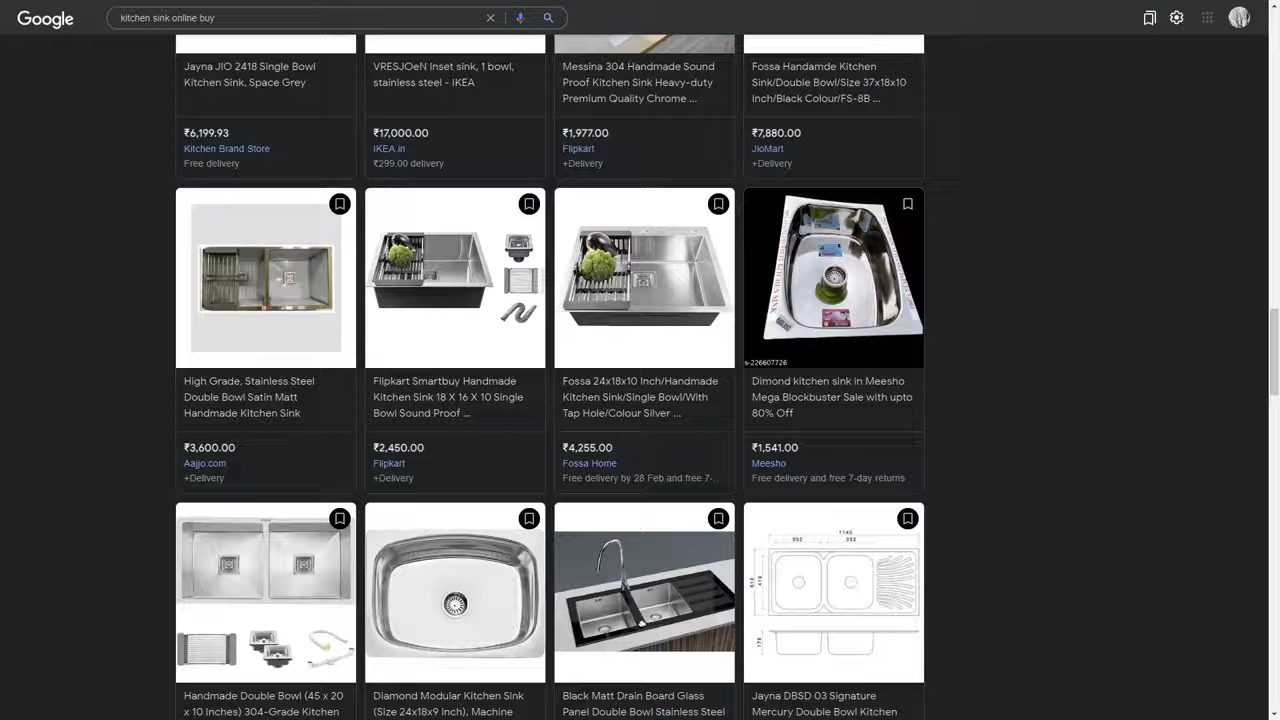 Google
kitchen sink online buy
Jayna JIO 2418 Single Bowl
Kitchen Sink, Space Grey
₹6,199.93
Kitchen Brand Store
Free delivery
VRESJOeN Inset sink, 1 bowl,
stainless steel - IKEA
₹17,000.00
IKEA.in
₹299.00 delivery
Messina 304 Handmade Sound
Proof Kitchen Sink Heavy-duty
Premium Quality Chrome ...
₹1,977.00
Flipkart
+Delivery
Fossa Handamde Kitchen
Sink/Double Bowl/Size 37x18x10
Inch/Black Colour/FS-8B ...
₹7,880.00
JioMart
+Delivery
High Grade, Stainless Steel
Double Bowl Satin Matt
Handmade Kitchen Sink
₹3,600.00
Aajjo.com
+Delivery
Flipkart Smartbuy Handmade
Kitchen Sink 18 X 16 X 10 Single
Bowl Sound Proof ...
₹2,450.00
Flipkart
+Delivery
Fossa 24x18x10 Inch/Handmade
Kitchen Sink/Single Bowl/With
Tap Hole/Colour Silver ...
₹4,255.00
Fossa Home
Free delivery by 28 Feb and free 7-...
s-226607726
Dimond kitchen sink in Meesho
Mega Blockbuster Sale with upto
80% Off
₹1,541.00
Meesho
Free delivery and free 7-day returns
Handmade Double Bowl (45 x 20
x 10 Inches) 304-Grade Kitchen
Diamond Modular Kitchen Sink
(Size 24x18x9 Inch), Machine
Black Matt Drain Board Glass
Panel Double Bowl Stainless Steel
1145
352
352
Jayna DBSD 03 Signature
Mercury Double Bowl Kitchen